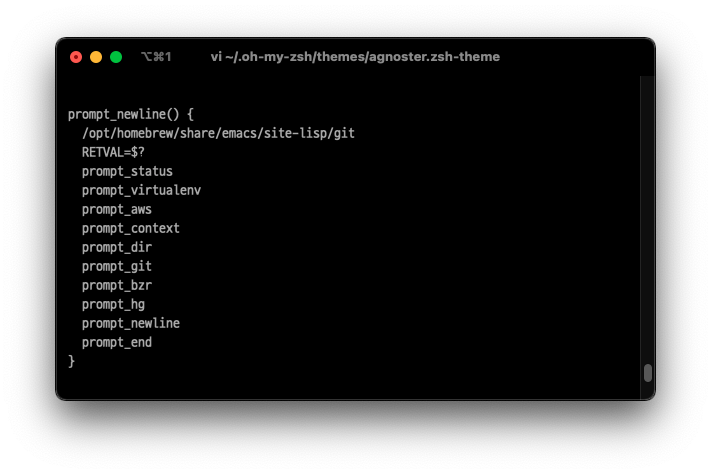 ⌥⌘1 vi ~/.oh-my-zsh/themes/agnoster.zsh-theme
prompt_newline() {
  /opt/homebrew/share/emacs/site-lisp/git
  RETVAL=$?
  prompt_status
  prompt_virtualenv
  prompt_aws
  prompt_context
  prompt_dir
  prompt_git
  prompt_bzr
  prompt_hg
  prompt_newline
  prompt_end
}